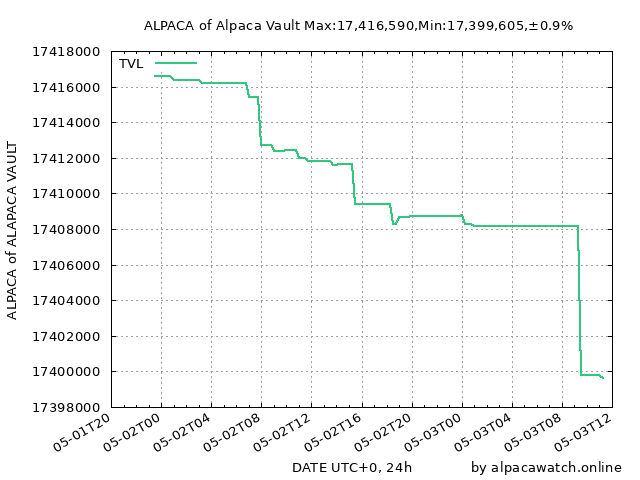 ALPACA of Alpaca Vault Max:17,416,590,Min:17,399,605,±0.9%
TVL
17418000
17416000
17414000
17412000
17410000
17408000
17406000
17404000
17402000
17400000
17398000
ALPACA of ALAPACA VAULT
05-01T20
05-02T00
05-02T04
05-02T08
05-02T12
05-02T16
05-02T20
05-03T00
05-03T04
05-03T08
05-03T12
DATE UTC+0, 24h
by alpacawatch.online